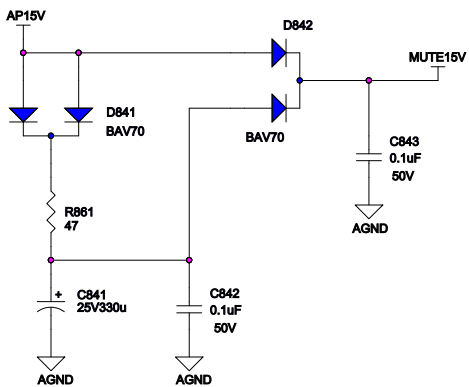 AP15V
D842
MUTE15V
D841
BAV70
BAV70
C843
0.1uF
50V
R861
47
AGND
+
C841
25V330u
C842
0.1uF
50V
AGND
AGND